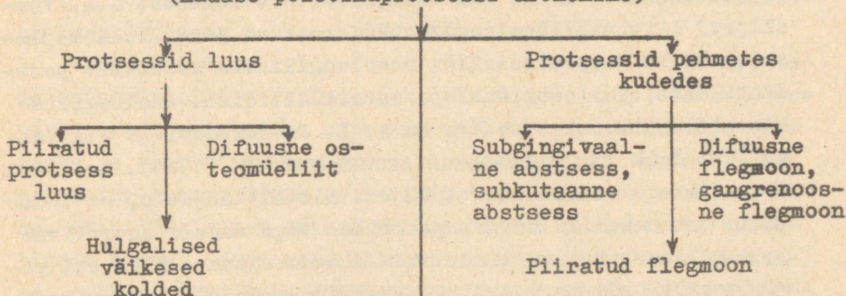 Protsessid luus
Protsessid pehmetes
kudedes
Piiratud
protsess
luus
Difuusne os-
teomüeliit
Subgingivaal-
ne abstsess,
subkutaanne
abstsess
Difuusne
flegmoon,
gangrenoos-
ne flegmoon
Hulgalised
väikesed
kolded
Piiratud flegmoon